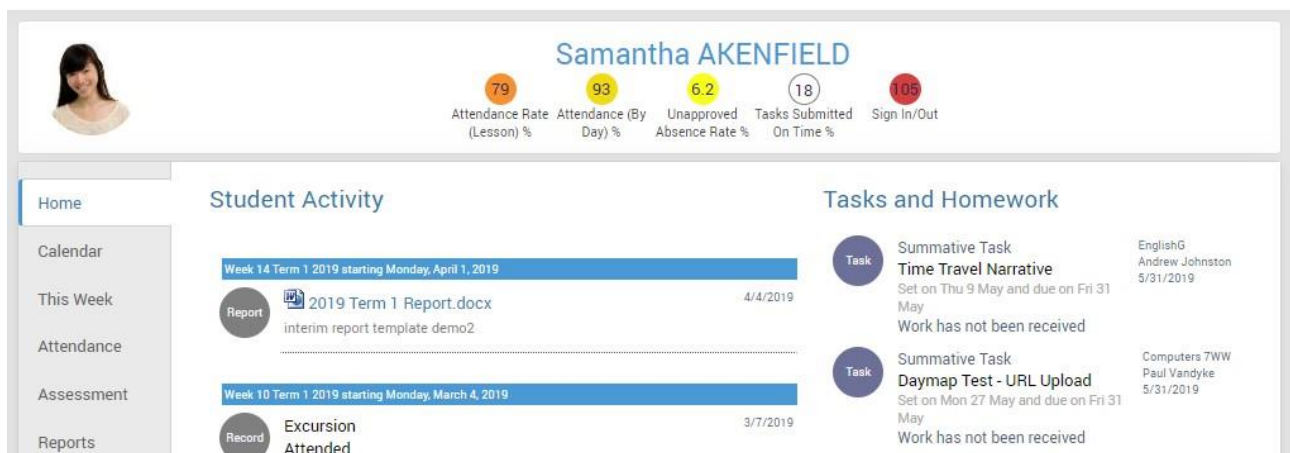 Samantha AKENFIELD
79
Attendance Rate
(Lesson) %
93
Attendance (By
Day) %
6.2
Unapproved
Absence Rate %
18
Tasks Submitted
On Time %
105
Sign In/Out
Home
Calendar
This Week
Attendance
Assessment
Reports
Student Activity
Week 14 Term 1 2019 starting Monday, April 1, 2019
Report
2019 Term 1 Report.docx
4/4/2019
interim report template demo2
Week 10 Term 1 2019 starting Monday, March 4, 2019
Record
Excursion
3/7/2019
Attended
Tasks and Homework
Task
Summative Task
Time Travel Narrative
Set on Thu 9 May and due on Fri 31
May
Work has not been received
EnglishG
Andrew Johnston
5/31/2019
Task
Summative Task
Daymap Test - URL Upload
Set on Mon 27 May and due on Fri 31
May
Work has not been received
Computers 7WW
Paul Vandyke
5/31/2019